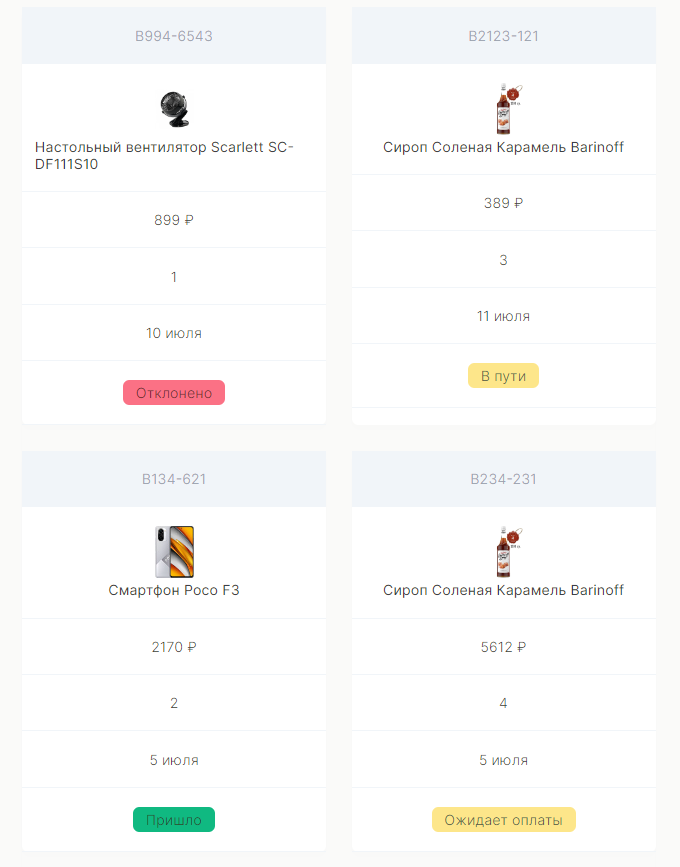 B994-6543
Настольный вентилятор Scarlett SC-
DF111S10
899 ₽
1
10 июля
Отклонено
B2123-121
Сироп Соленая Карамель Barinoff
389 ₽
3
11 июля
В пути
B134-621
Смартфон Poco F3
2170 ₽
2
5 июля
Пришло
B234-231
Сироп Соленая Карамель Barinoff
5612 ₽
4
5 июля
Ожидает оплаты